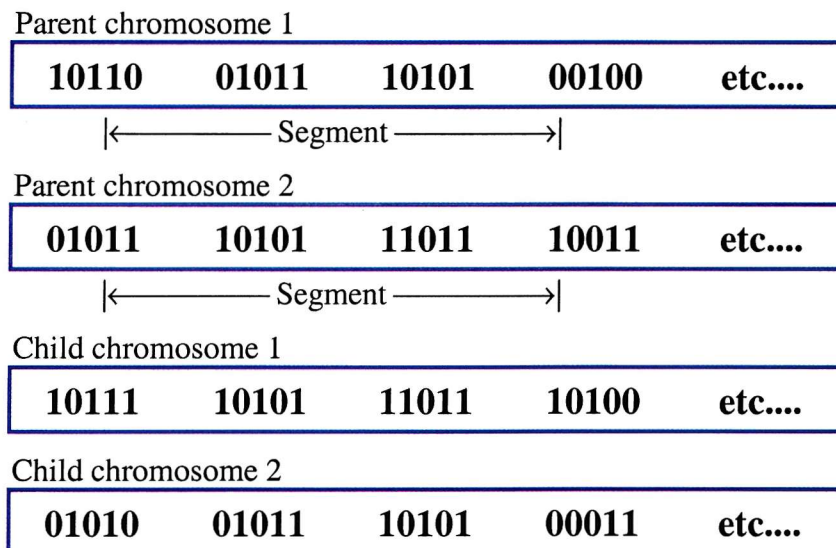 Parent chromosome 1
10110 01011 10101 00100 etc....
Segment
Parent chromosome 2
01011 10101 11011 10011 etc....
Segment
Child chromosome 1
10111 10101 11011 10100 etc....
Child chromosome 2
01010 01011 10101 00011 etc....